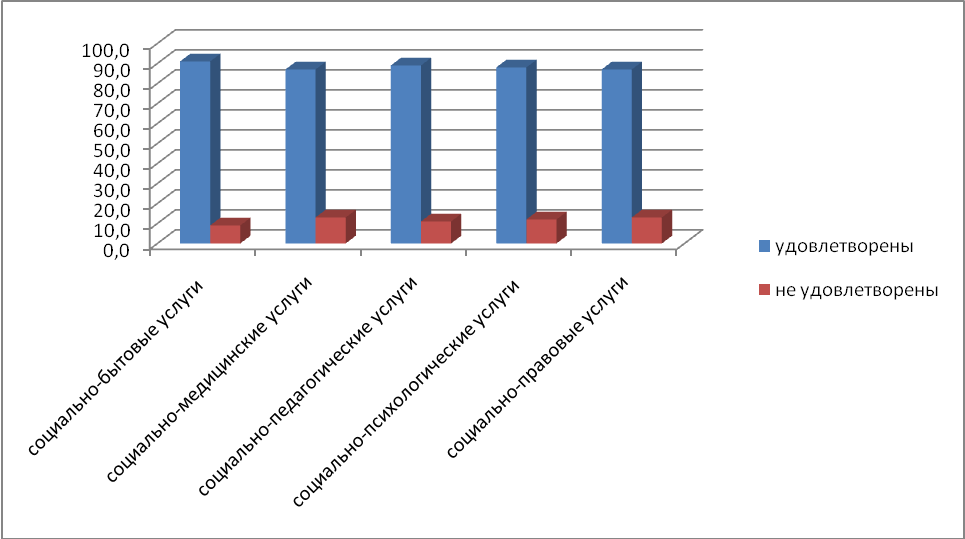 100,0
90,0
80,0
70,0
60,0
50,0
40,0
30,0
20,0
10,0
0,0
социально-бытовые услуги
социально-медицинские услуги
социально-педагогические услуги
социально-психологические услуги
социально-правовые услуги
удовлетворены
не удовлетворены